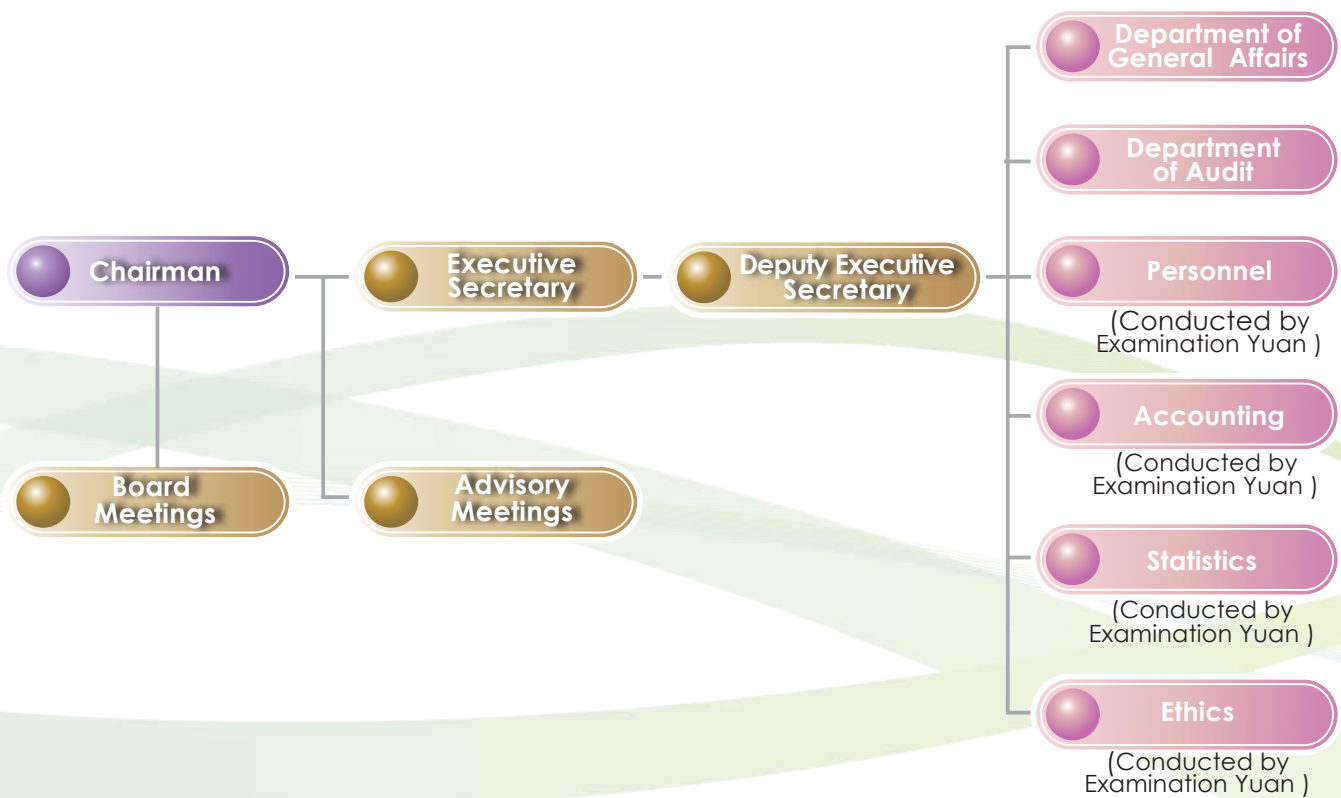 Chairman
Board
Meetings
Executive
Secretary
Advisory
Meetings
Deputy Executive
Secretary
Department of
General Affairs
Department
of Audit
Personnel
(Conducted by
Examination Yuan )
Accounting
(Conducted by
Examination Yuan )
Statistics
(Conducted by
Examination Yuan )
Ethics
(Conducted by
Examination Yuan )